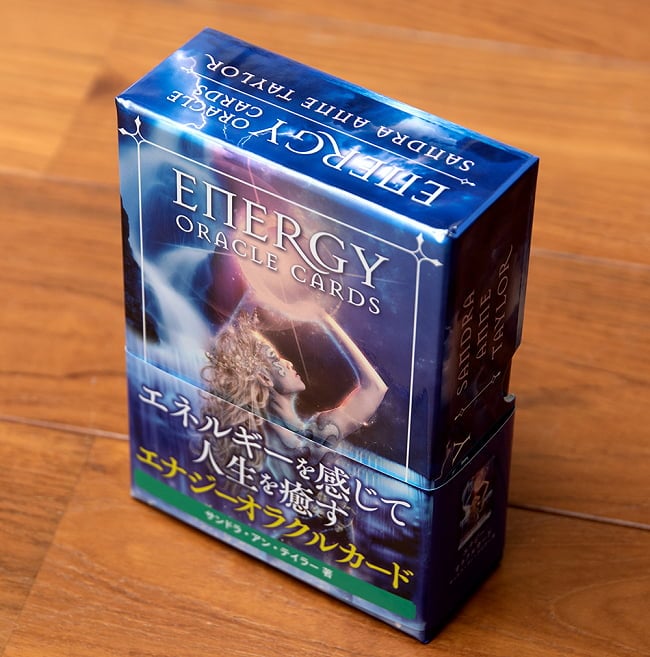 ENERGY
ORACLE
CARDS
SANDRA ANNE TAYLOR
ENERGY
ORACLE CARDS
SANDRA
ANNE
TAYLOR
エネルギーを感じて
人生を癒す
エナジーオラクルカード
サンドラ・アン・テイラー 著